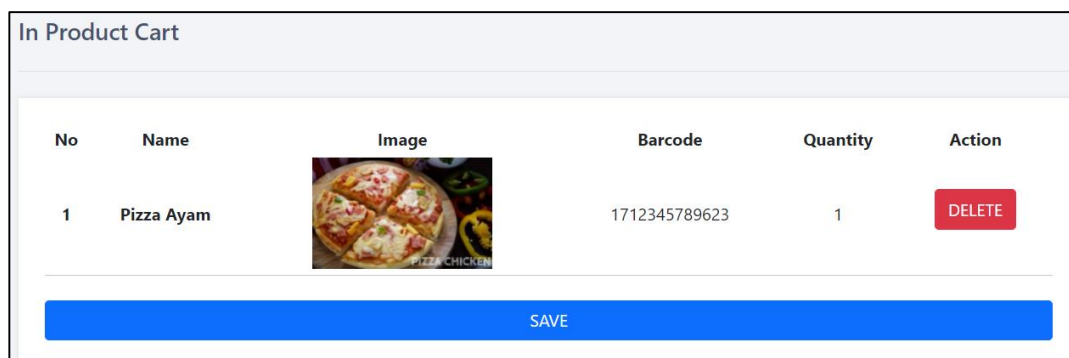 In Product Cart
No Name Image Barcode Quantity Action
1 Pizza Ayam PIZZA CHICKEN 1712345789623 1 DELETE
SAVE